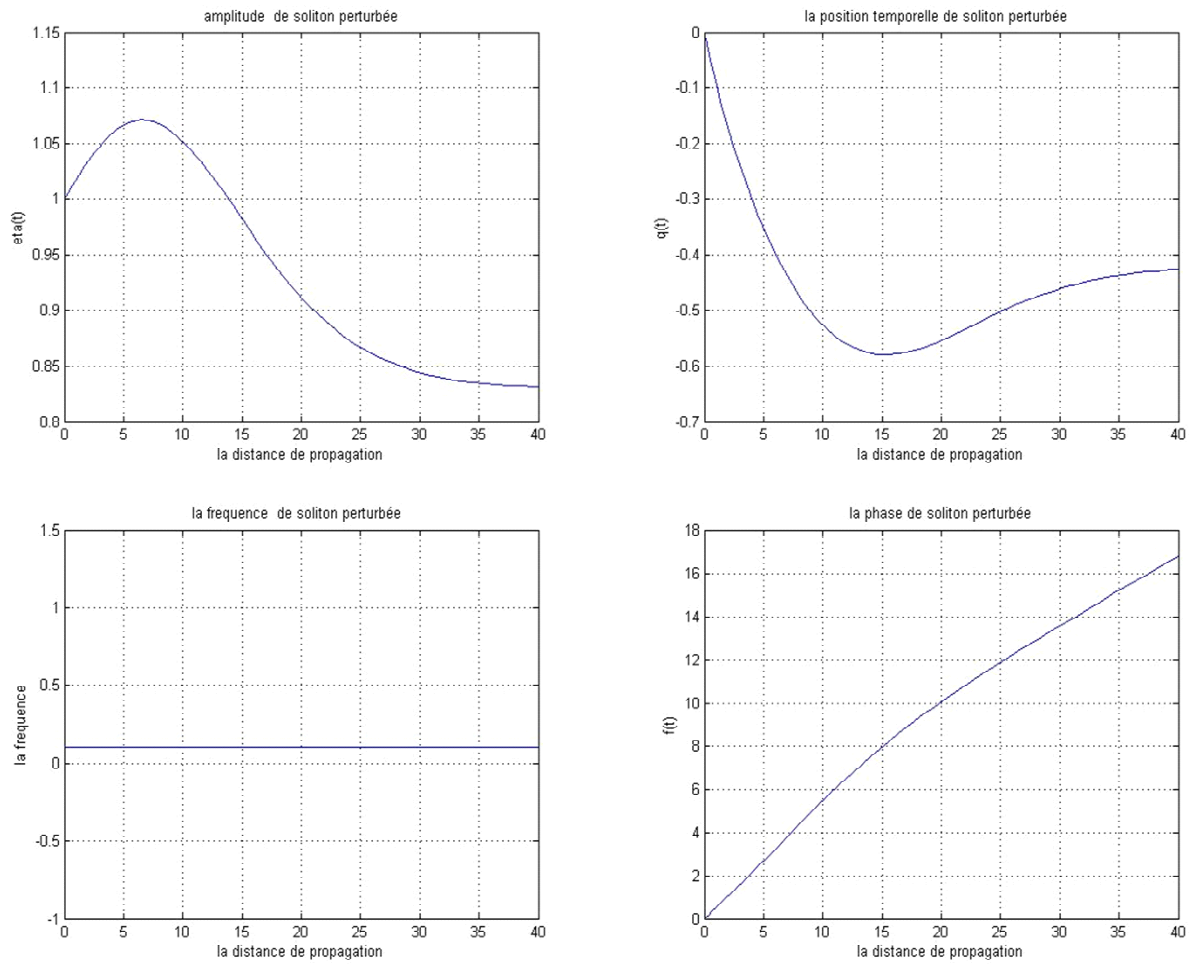 amplitude de soliton perturbée
1.15
1.1
1.05
1
0.95
0.9
0.85
0.8
eta(t)
0 5 10 15 20 25 30 35 40
la distance de propagation
la position temporelle de soliton perturbée
0
-0.1
-0.2
-0.3
-0.4
-0.5
-0.6
-0.7
q(t)
0 5 10 15 20 25 30 35 40
la distance de propagation
la frequence de soliton perturbée
1.5
1
0.5
0
-0.5
-1
la frequence
0 5 10 15 20 25 30 35 40
la distance de propagation
la phase de soliton perturbée
18
16
14
12
10
8
6
4
2
0
f(t)
0 5 10 15 20 25 30 35 40
la distance de propagation